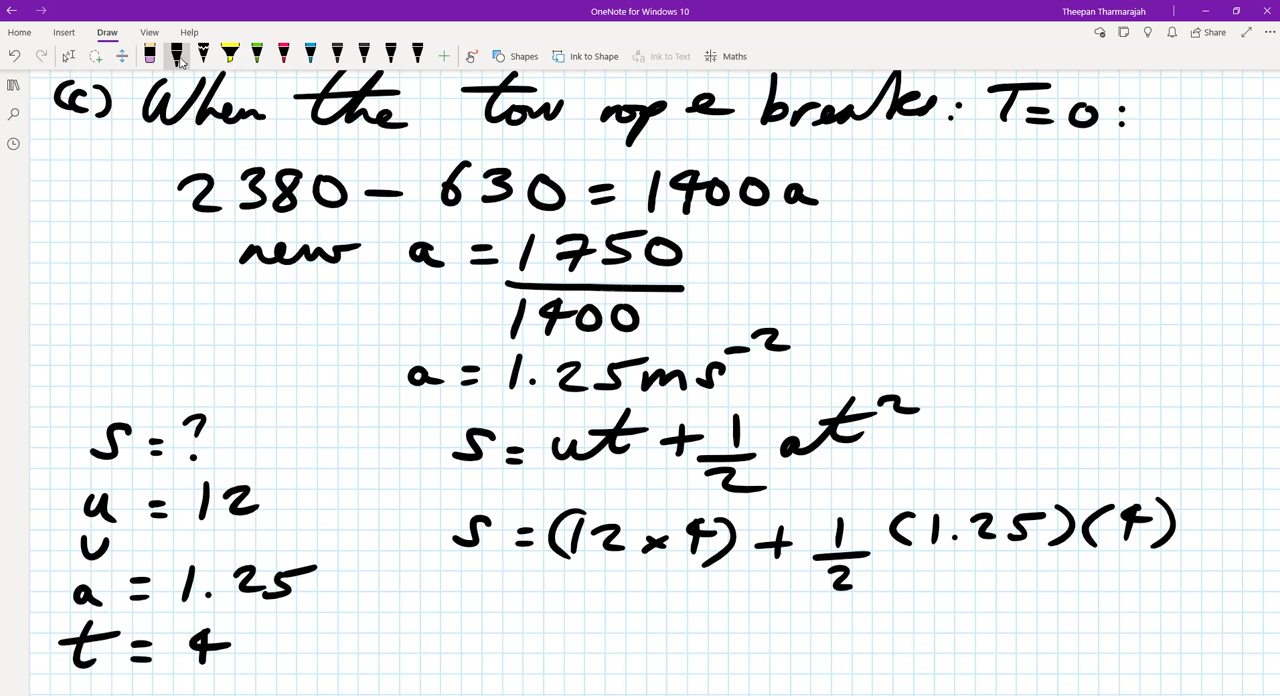 OneNote for Windows 10
Theepan Tharmarajah
Home Insert Draw View Help
Share
Shapes Ink to Shape Ink to Text Maths
(c) When the tow rope breaks: T=0:
2380 - 630 = 1400a
new a = 1750
1400
a = 1.25ms⁻²
s = ?
u = 12
v
a = 1.25
t = 4
s = ut + 1/2 at²
s = (12 × 4) + 1/2 (1.25)(4)